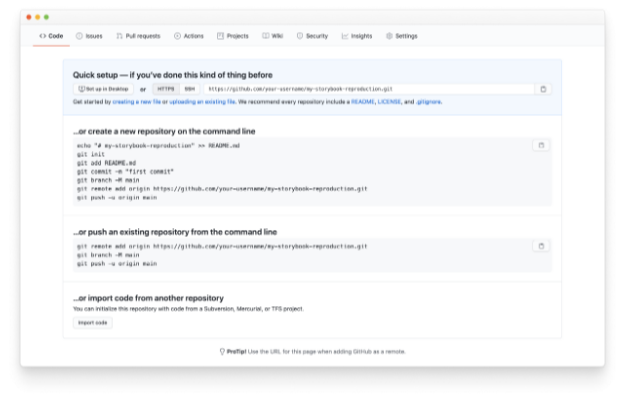 Code Issues Pull requests Actions Projects Wiki Security Insights Settings
Quick setup — if you've done this kind of thing before
Set up in Desktop or HTTPS SSH https://github.com/your-username/my-storybook-reproduction.git
Get started by creating a new file or uploading an existing file. We recommend every repository include a README, LICENSE, and .gitignore.
...or create a new repository on the command line
echo "# my-storybook-reproduction" >> README.md
git init
git add README.md
git commit -m "first commit"
git branch -M main
git remote add origin https://github.com/your-username/my-storybook-reproduction.git
git push -u origin main
...or push an existing repository from the command line
git remote add origin https://github.com/your-username/my-storybook-reproduction.git
git branch -M main
git push -u origin main
...or import code from another repository
You can initialize this repository with code from a Subversion, Mercurial, or TFS project.
Import code
ProTip! Use the URL for this page when adding GitHub as a remote.